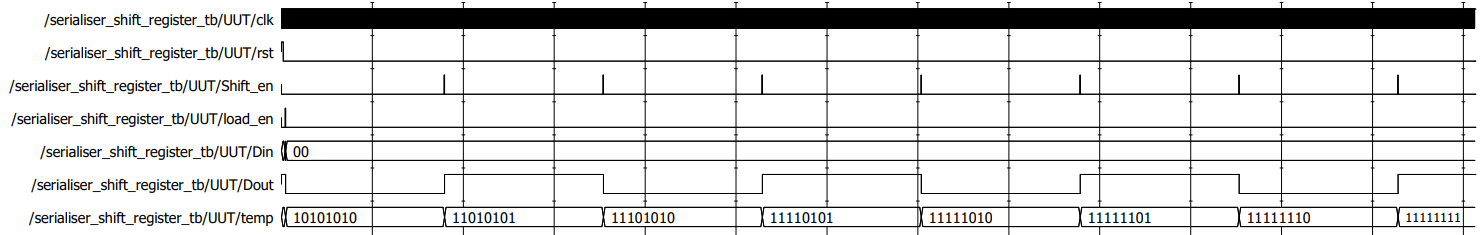 /serialiser_shift_register_tb/UUT/clk
/serialiser_shift_register_tb/UUT/rst
/serialiser_shift_register_tb/UUT/Shift_en
/serialiser_shift_register_tb/UUT/load_en
/serialiser_shift_register_tb/UUT/Din 00
/serialiser_shift_register_tb/UUT/Dout
/serialiser_shift_register_tb/UUT/temp 10101010 11010101 11101010 11110101 11111010 11111101 11111110 11111111